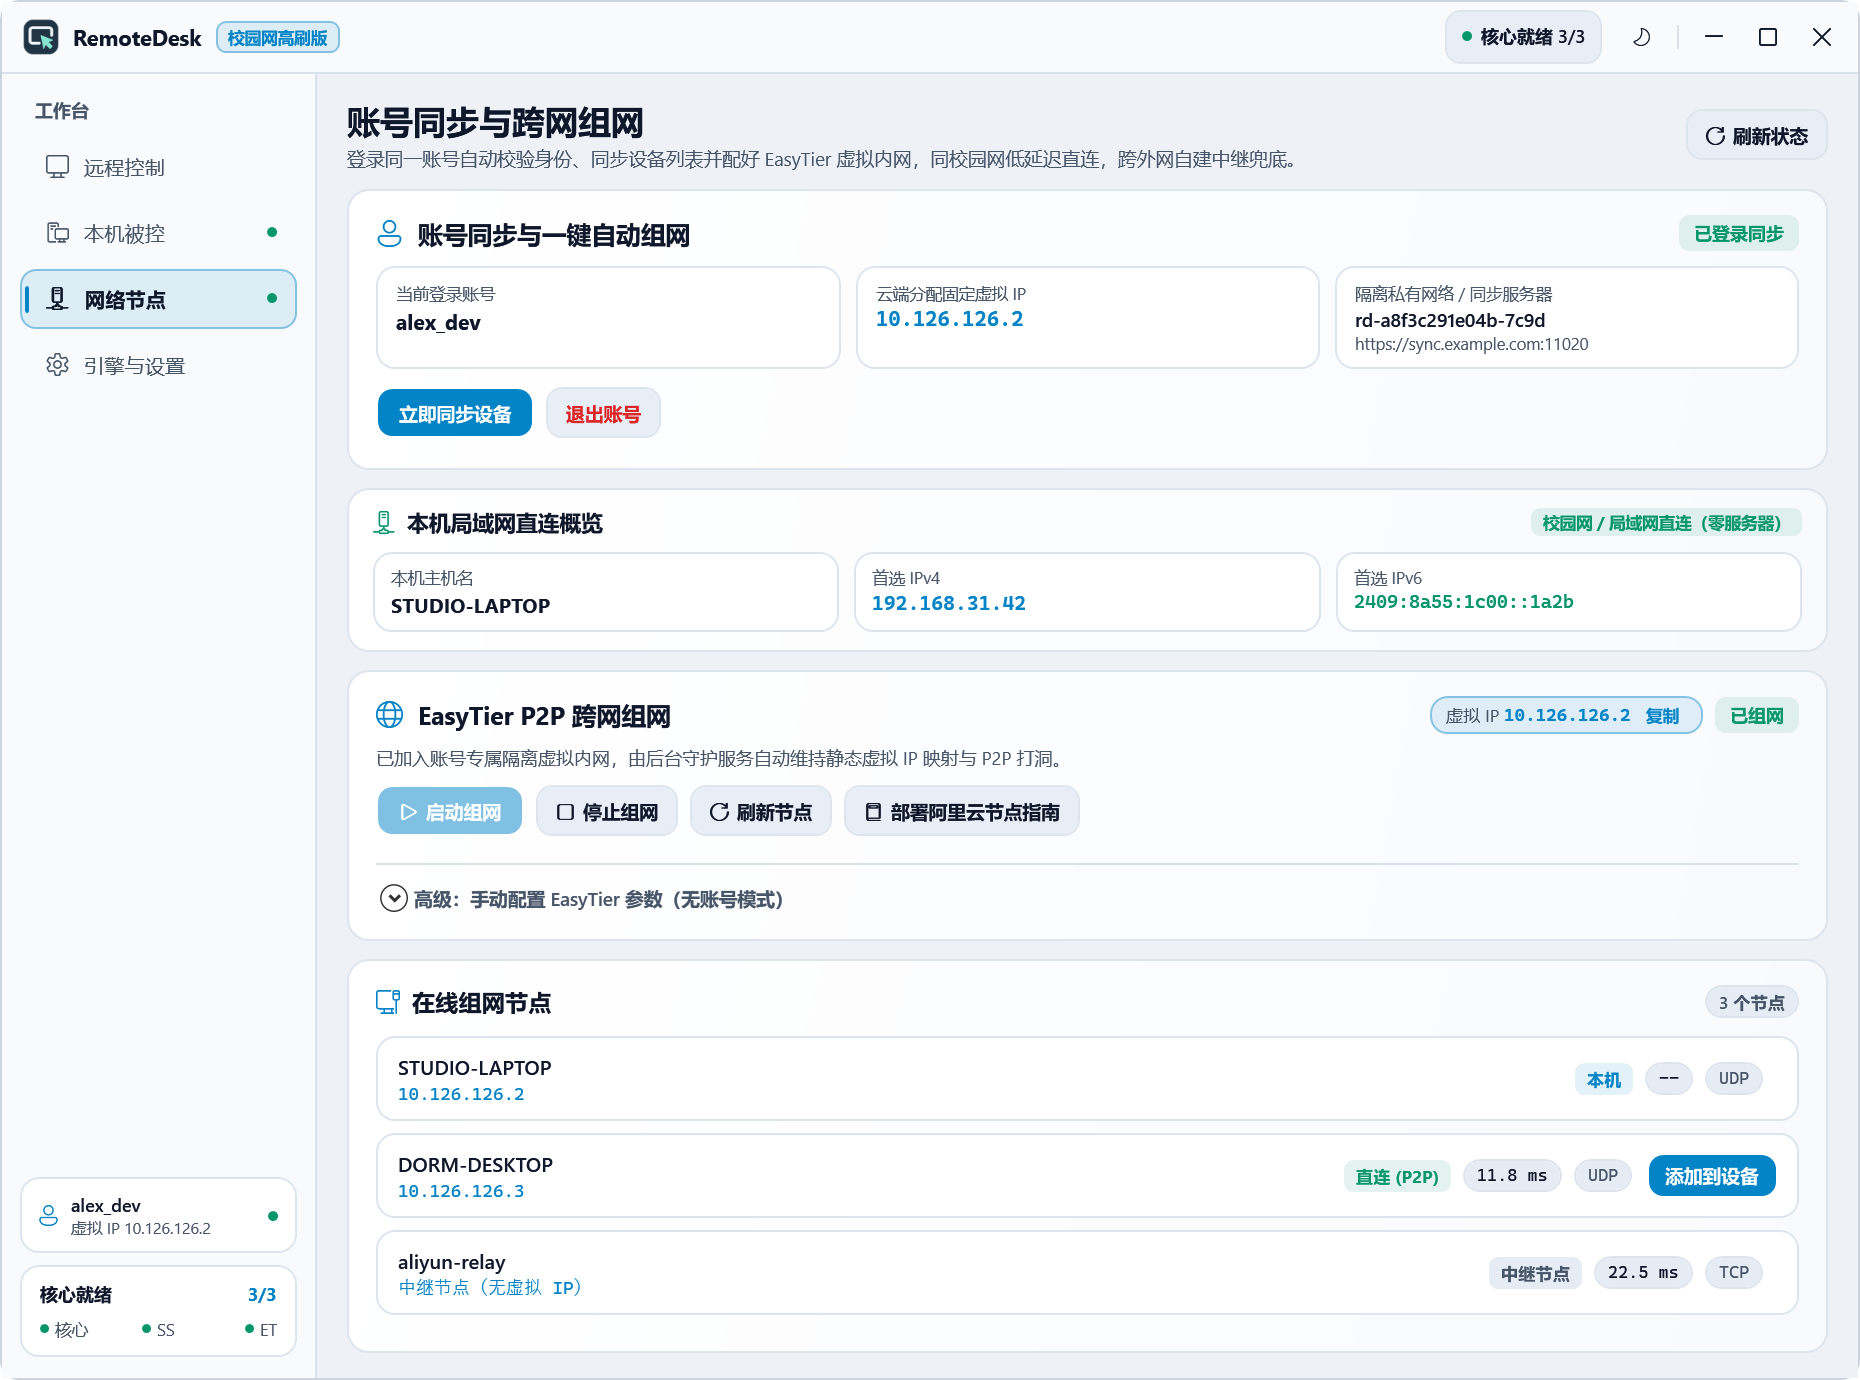 RemoteDesk 校园网高刷版
核心就绪 3/3
工作台
远程控制
本机被控
网络节点
引擎与设置
alex_dev
虚拟 IP 10.126.126.2
核心就绪 3/3
核心 SS ET
账号同步与跨网组网
登录同一账号自动校验身份、同步设备列表并配好 EasyTier 虚拟内网，同校园网低延迟直连，跨外网自建中继兜底。
刷新状态
账号同步与一键自动组网
已登录同步
当前登录账号
alex_dev
云端分配固定虚拟 IP
10.126.126.2
隔离私有网络 / 同步服务器
rd-a8f3c291e04b-7c9d
https://sync.example.com:11020
立即同步设备
退出账号
本机局域网直连概览
校园网 / 局域网直连（零服务器）
本机主机名
STUDIO-LAPTOP
首选 IPv4
192.168.31.42
首选 IPv6
2409:8a55:1c00::1a2b
EasyTier P2P 跨网组网
虚拟 IP 10.126.126.2 复制
已组网
已加入账号专属隔离虚拟内网，由后台守护服务自动维持静态虚拟 IP 映射与 P2P 打洞。
启动组网
停止组网
刷新节点
部署阿里云节点指南
高级：手动配置 EasyTier 参数（无账号模式）
在线组网节点
3 个节点
STUDIO-LAPTOP
10.126.126.2
本机 -- UDP
DORM-DESKTOP
10.126.126.3
直连 (P2P) 11.8 ms UDP 添加到设备
aliyun-relay
中继节点（无虚拟 IP）
中继节点 22.5 ms TCP